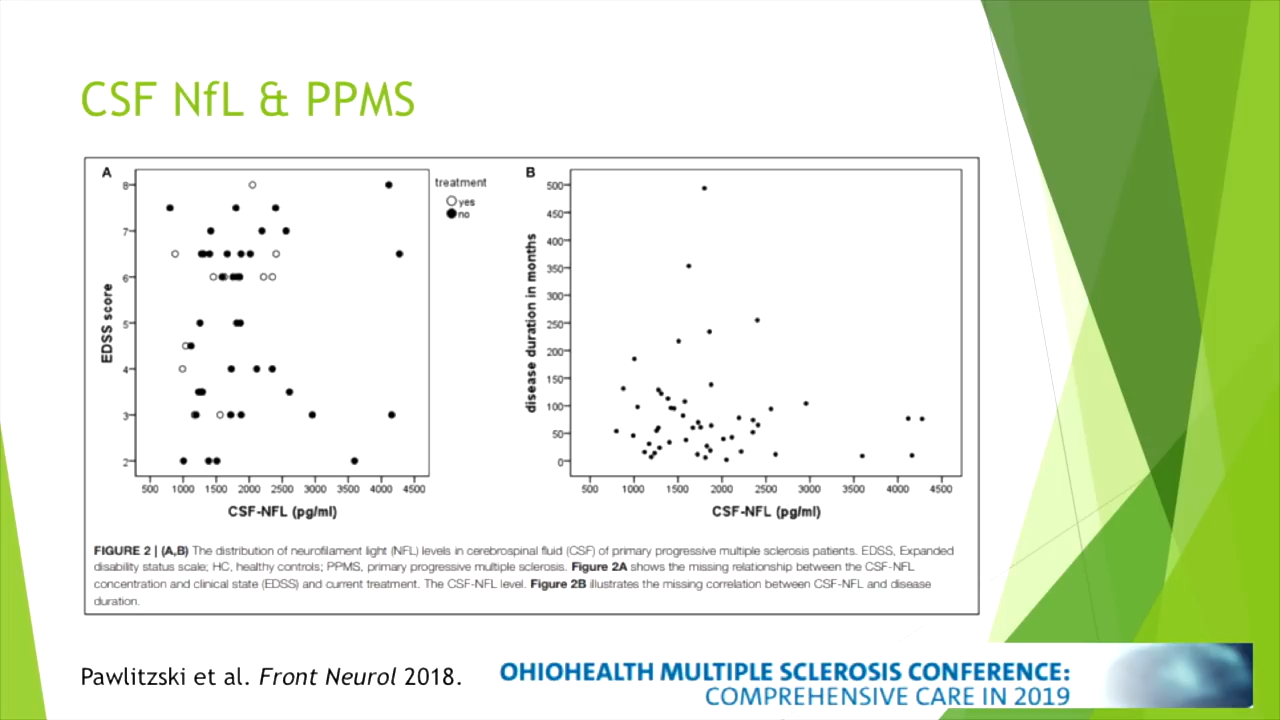 CSF NfL & PPMS
A
8
7
6
5
4
3
2
EDSS score
500 1000 1500 2000 2500 3000 3500 4000 4500
CSF-NFL (pg/ml)
treatment
yes
no
B
500
450
400
350
300
250
200
150
100
50
0
disease duration in months
500 1000 1500 2000 2500 3000 3500 4000 4500
CSF-NFL (pg/ml)
FIGURE 2 | (A,B) The distribution of neurofilament light (NFL) levels in cerebrospinal fluid (CSF) of primary progressive multiple sclerosis patients. EDSS, Expanded
disability status scale; HC, healthy controls; PPMS, primary progressive multiple sclerosis. Figure 2A shows the missing relationship between the CSF-NFL
concentration and clinical state (EDSS) and current treatment. The CSF-NFL level. Figure 2B illustrates the missing correlation between CSF-NFL and disease
duration.
Pawlitzski et al. Front Neurol 2018.
OHIOHEALTH MULTIPLE SCLEROSIS CONFERENCE:
COMPREHENSIVE CARE IN 2019